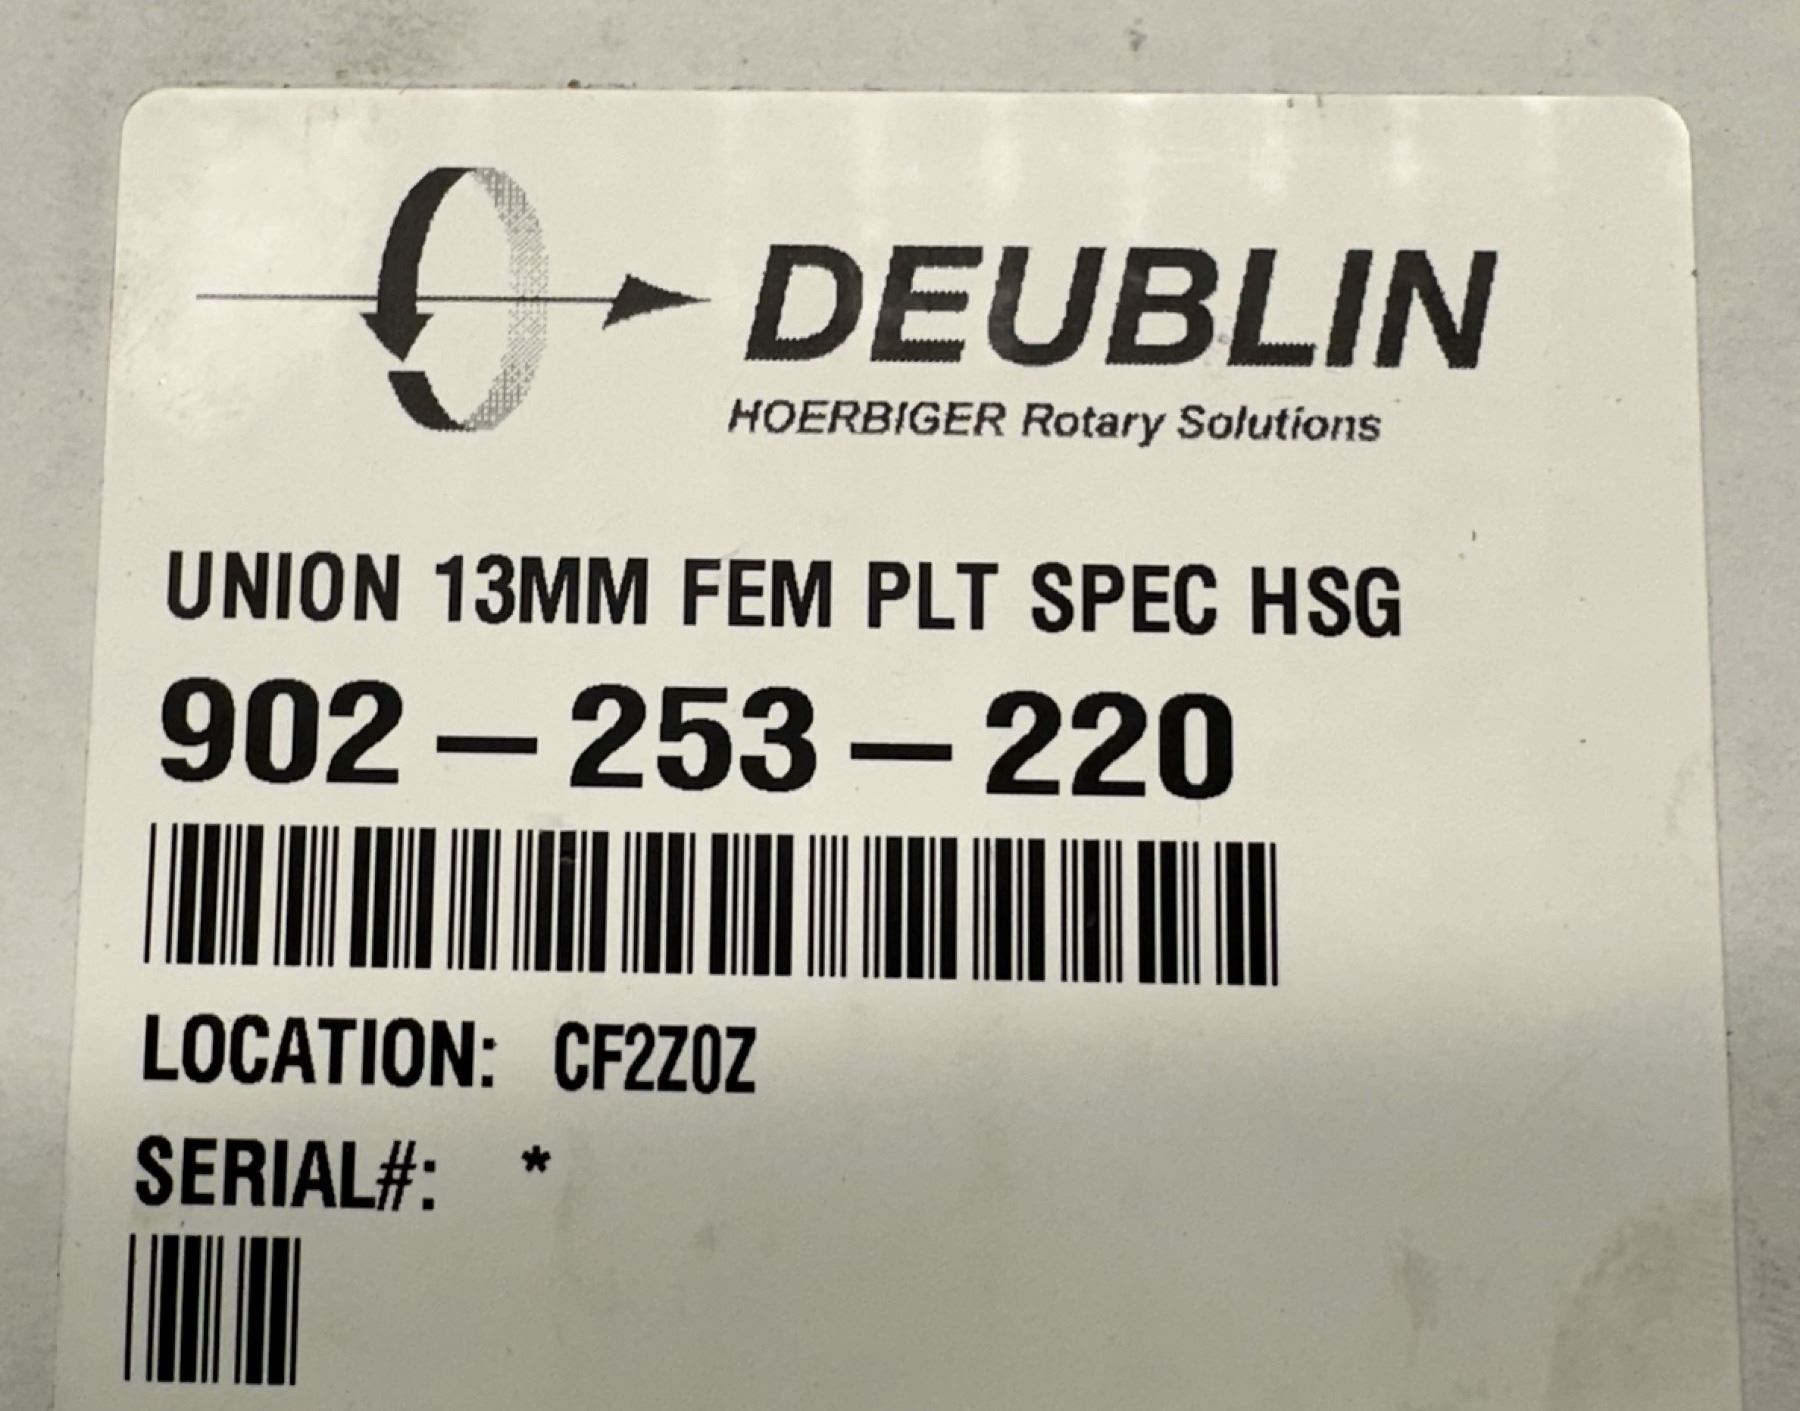 DEUBLIN
HOERBIGER Rotary Solutions
UNION 13MM FEM PLT SPEC HSG
902-253-220
LOCATION: CF2Z0Z
SERIAL#: *